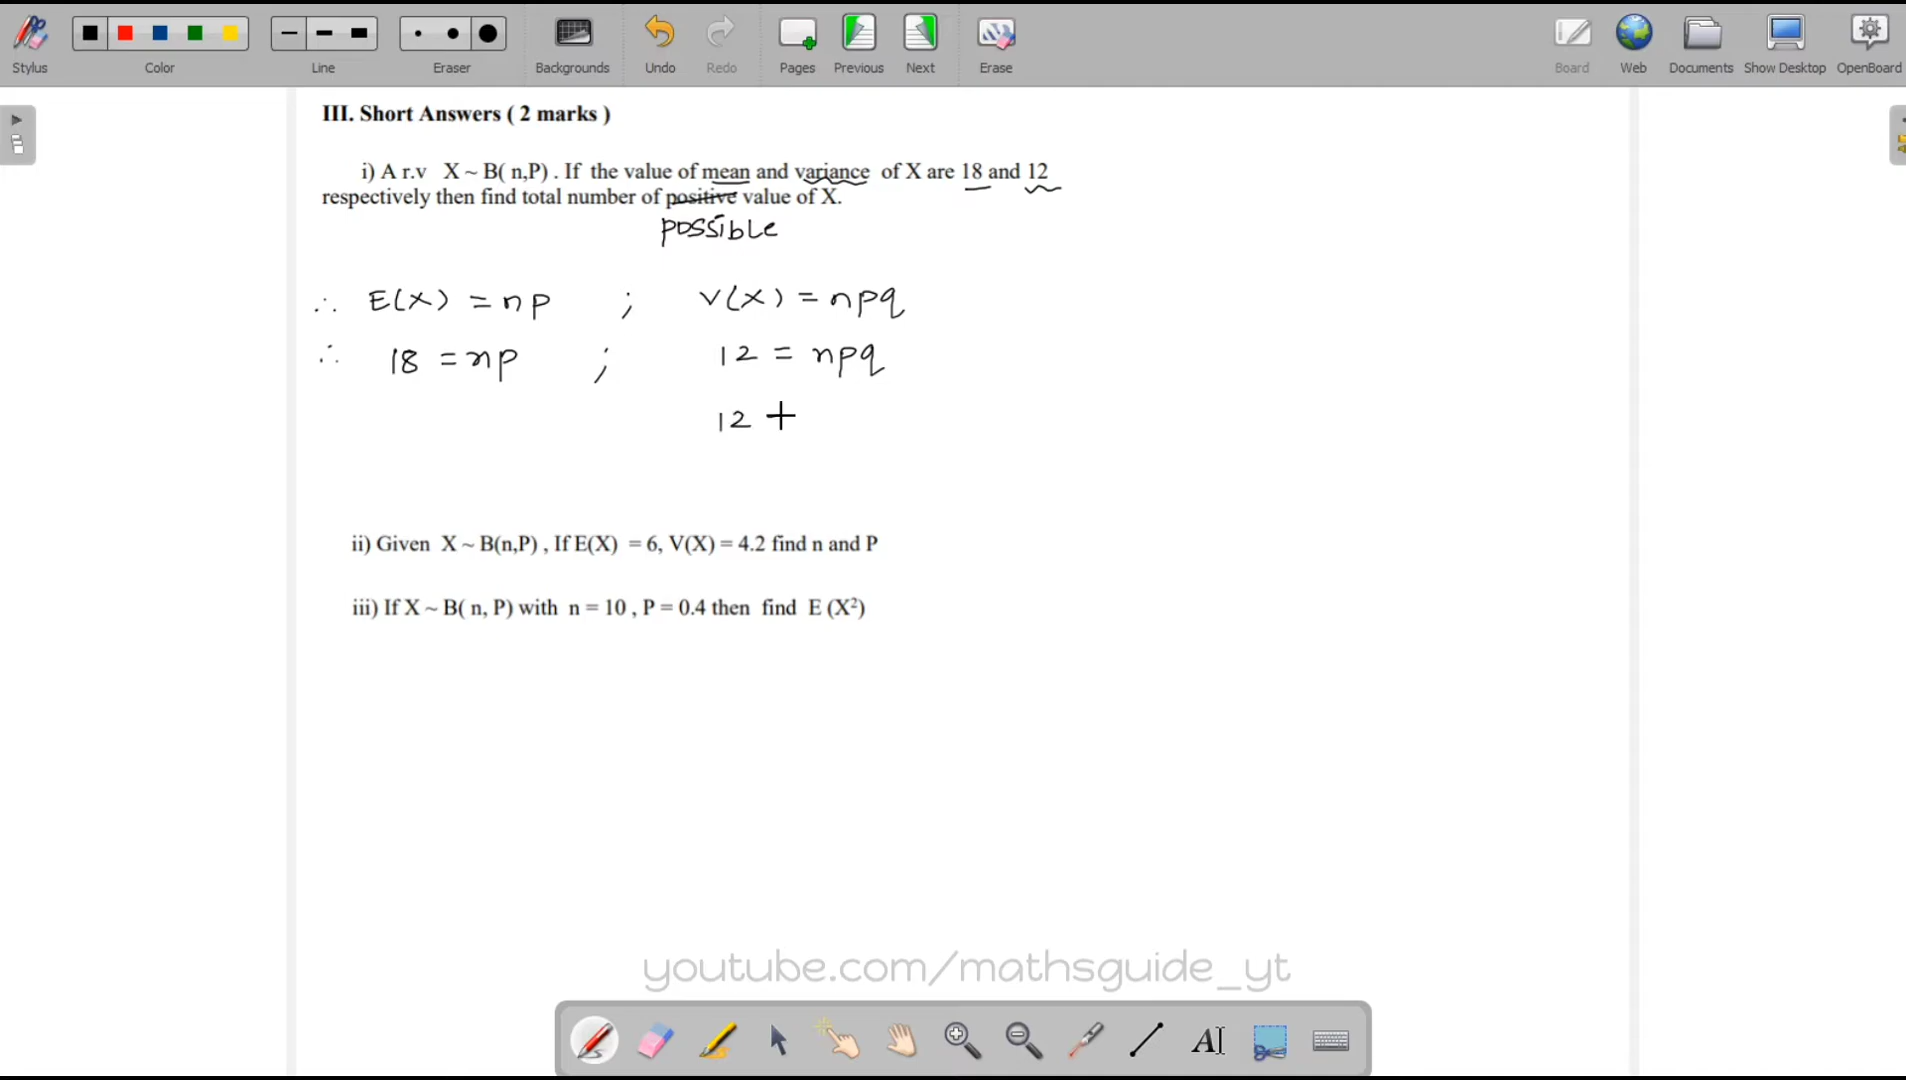 Stylus Color Line Eraser Backgrounds Undo Redo Pages Previous Next Erase Board Web Documents Show Desktop OpenBoard
III. Short Answers ( 2 marks )
i) A r.v X ~ B( n,P) . If the value of mean and variance of X are 18 and 12
respectively then find total number of positive value of X.
possible
∴ E(X) = np ; V(X) = npq
∴ 18 = np ; 12 = npq
12
ii) Given X ~ B(n,P) , If E(X) = 6, V(X) = 4.2 find n and P
iii) If X ~ B( n, P) with n = 10 , P = 0.4 then find E (X²)
youtube.com/mathsguide_yt